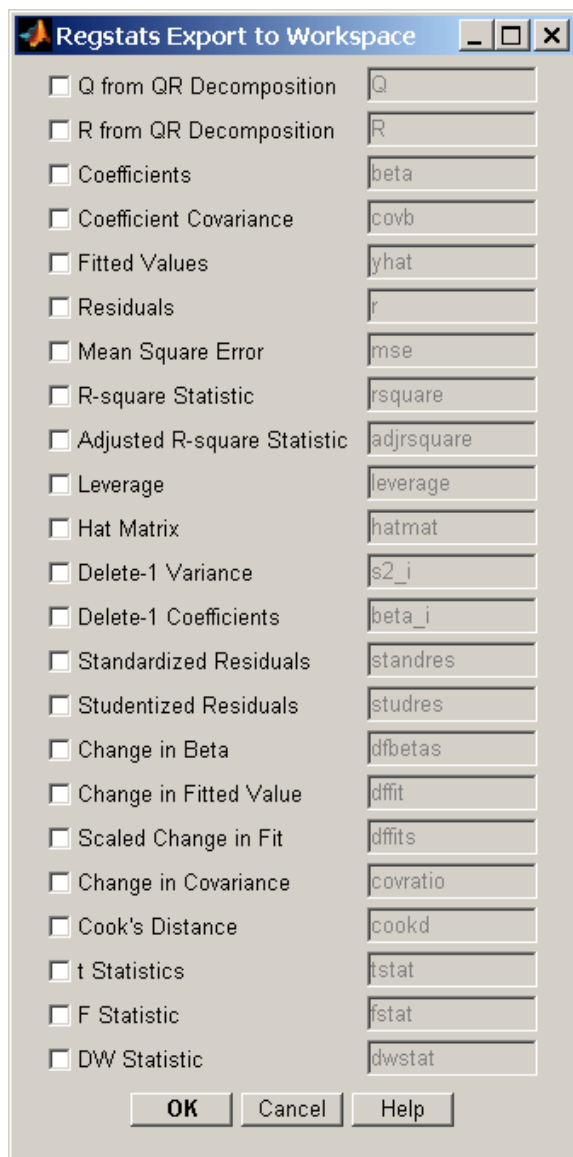 Regstats Export to Workspace
Q from QR Decomposition Q
R from QR Decomposition R
Coefficients beta
Coefficient Covariance covb
Fitted Values yhat
Residuals r
Mean Square Error mse
R-square Statistic rsquare
Adjusted R-square Statistic adjrsquare
Leverage leverage
Hat Matrix hatmat
Delete-1 Variance s2_i
Delete-1 Coefficients beta_i
Standardized Residuals standres
Studentized Residuals studres
Change in Beta dfbetas
Change in Fitted Value dffit
Scaled Change in Fit dffits
Change in Covariance covratio
Cook's Distance cookd
t Statistics tstat
F Statistic fstat
DW Statistic dwstat
OK Cancel Help